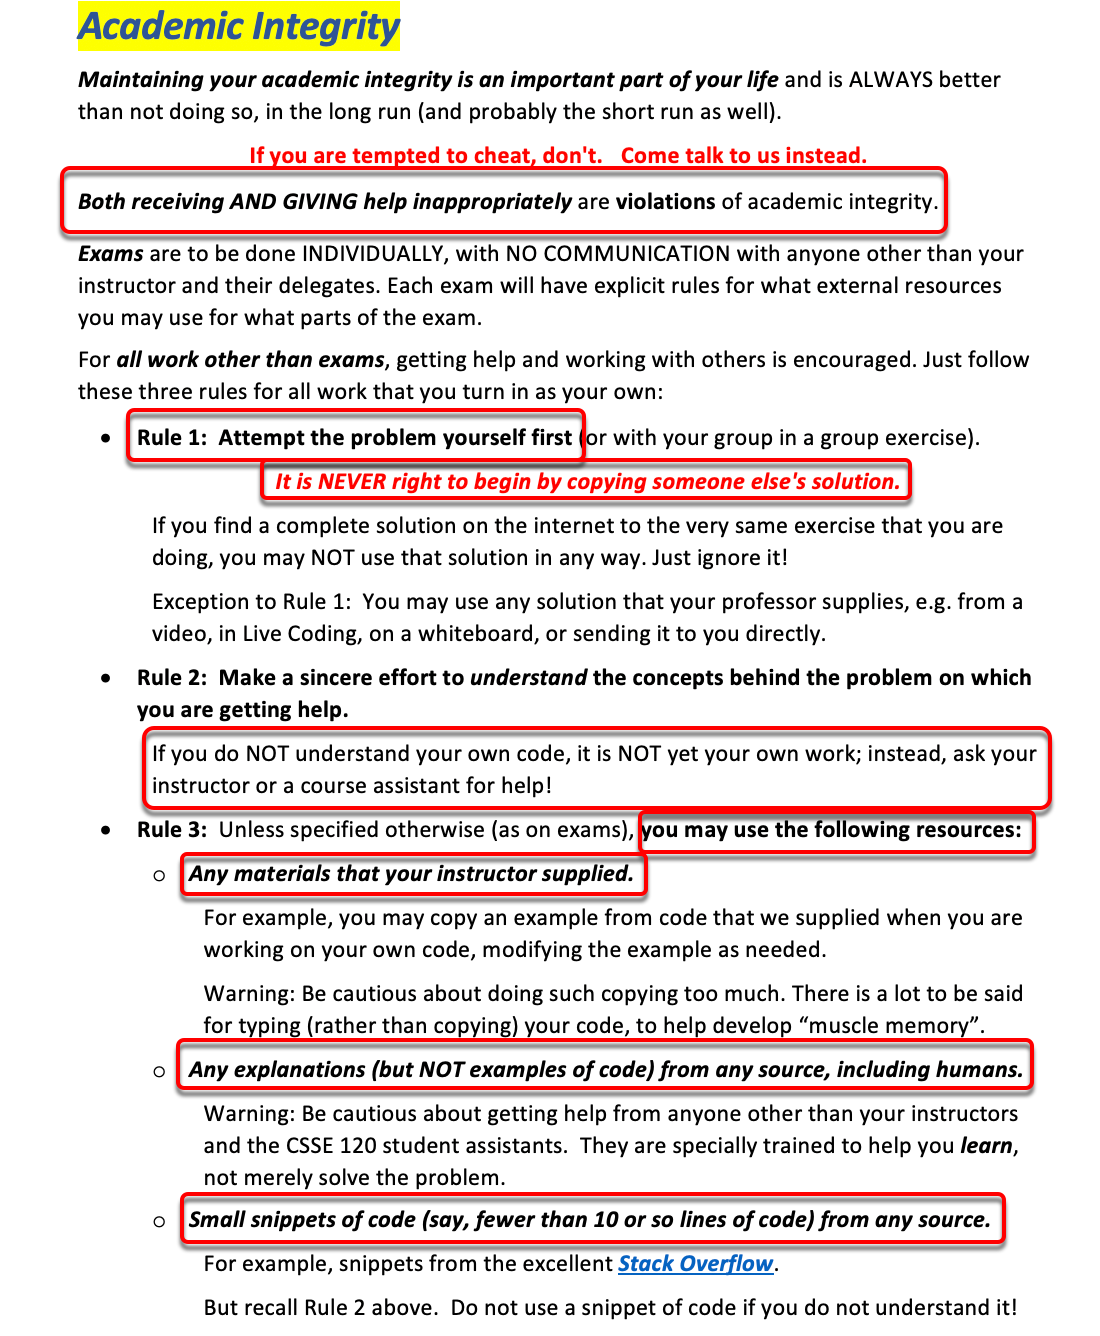 Academic Integrity
Maintaining your academic integrity is an important part of your life and is ALWAYS better
than not doing so, in the long run (and probably the short run as well).
If you are tempted to cheat, don't.   Come talk to us instead.
Both receiving AND GIVING help inappropriately are violations of academic integrity.
Exams are to be done INDIVIDUALLY, with NO COMMUNICATION with anyone other than your
instructor and their delegates. Each exam will have explicit rules for what external resources
you may use for what parts of the exam.
For all work other than exams, getting help and working with others is encouraged. Just follow
these three rules for all work that you turn in as your own:
• Rule 1:  Attempt the problem yourself first (or with your group in a group exercise).
It is NEVER right to begin by copying someone else's solution.
If you find a complete solution on the internet to the very same exercise that you are
doing, you may NOT use that solution in any way. Just ignore it!
Exception to Rule 1:  You may use any solution that your professor supplies, e.g. from a
video, in Live Coding, on a whiteboard, or sending it to you directly.
• Rule 2:  Make a sincere effort to understand the concepts behind the problem on which
you are getting help.
If you do NOT understand your own code, it is NOT yet your own work; instead, ask your
instructor or a course assistant for help!
• Rule 3:  Unless specified otherwise (as on exams), you may use the following resources:
o Any materials that your instructor supplied.
For example, you may copy an example from code that we supplied when you are
working on your own code, modifying the example as needed.
Warning: Be cautious about doing such copying too much. There is a lot to be said
for typing (rather than copying) your code, to help develop “muscle memory”.
o Any explanations (but NOT examples of code) from any source, including humans.
Warning: Be cautious about getting help from anyone other than your instructors
and the CSSE 120 student assistants.  They are specially trained to help you learn,
not merely solve the problem.
o Small snippets of code (say, fewer than 10 or so lines of code) from any source.
For example, snippets from the excellent Stack Overflow.
But recall Rule 2 above.  Do not use a snippet of code if you do not understand it!